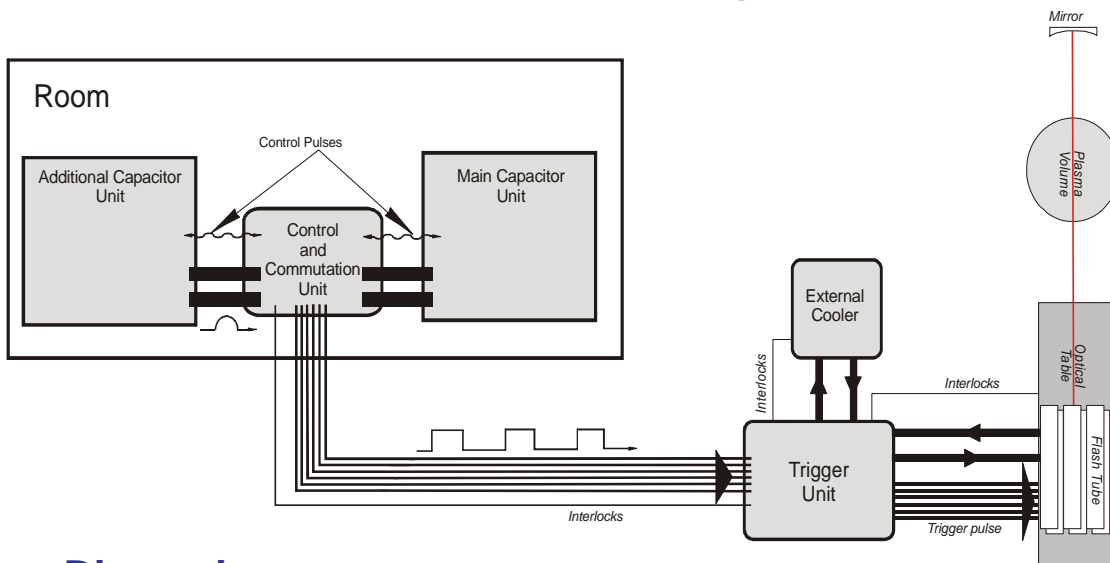 Mirror
Room
Control Pulses
Additional Capacitor
Unit
Main Capacitor
Unit
Control
and
Commutation
Unit
Plasma
Volume
External
Cooler
Optical
Table
Interlocks
Interlocks
Trigger
Unit
Flash Tube
Interlocks
Trigger pulse